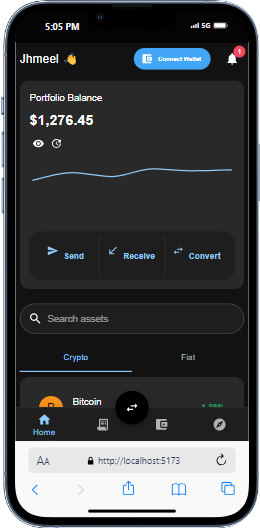 5:05 PM 5G
Jhmeel 👋 Connect Wallet 1
Portfolio Balance
$1,276.45
Send Receive Convert
Search assets
Crypto Fiat
Bitcoin
Home
AA http://localhost:5173